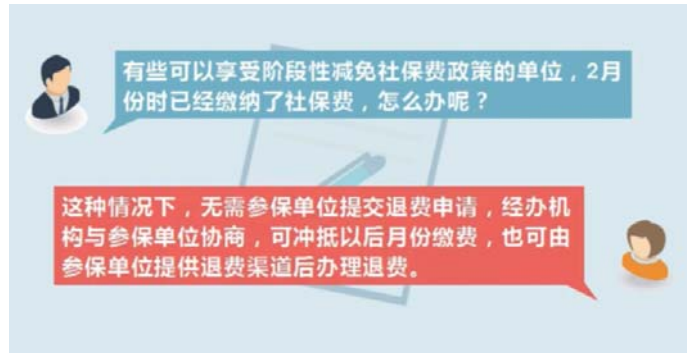 有些可以享受阶段性减免社保费政策的单位，2月
份时已经缴纳了社保费，怎么办呢？
这种情况下，无需参保单位提交退费申请，经办机
构与参保单位协商，可冲抵以后月份缴费，也可由
参保单位提供退费渠道后办理退费。